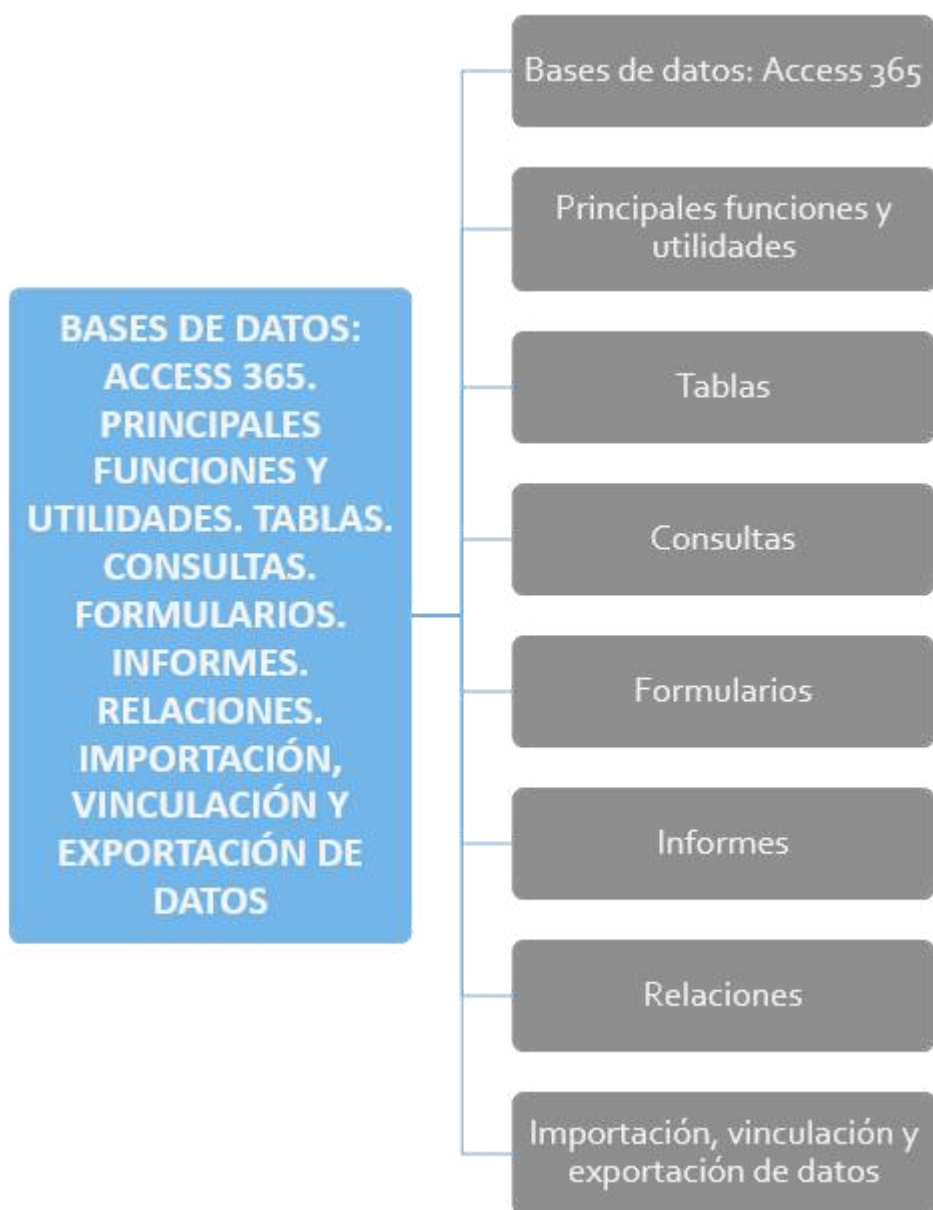 BASES DE DATOS:
ACCESS 365.
PRINCIPALES
FUNCIONES Y
UTILIDADES. TABLAS.
CONSULTAS.
FORMULARIOS.
INFORMES.
RELACIONES.
IMPORTACIÓN,
VINCULACIÓN Y
EXPORTACIÓN DE
DATOS
Bases de datos: Access 365
Principales funciones y
utilidades
Tablas
Consultas
Formularios
Informes
Relaciones
Importación, vinculación y
exportación de datos